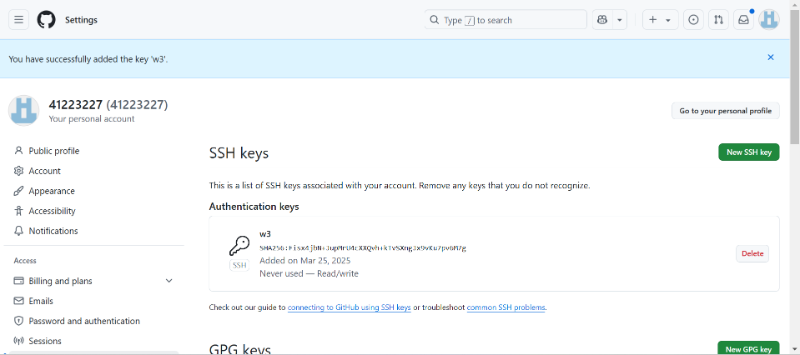 Settings
Type / to search
You have successfully added the key 'w3'.
41223227 (41223227)
Your personal account
Go to your personal profile
Public profile
Account
Appearance
Accessibility
Notifications
Access
Billing and plans
Emails
Password and authentication
Sessions
SSH keys
New SSH key
This is a list of SSH keys associated with your account. Remove any keys that you do not recognize.
Authentication keys
w3
SSH
Added on Mar 25, 2025
Never used — Read/write
Delete
Check out our guide to connecting to GitHub using SSH keys or troubleshoot common SSH problems.
GPG keys
New GPG key